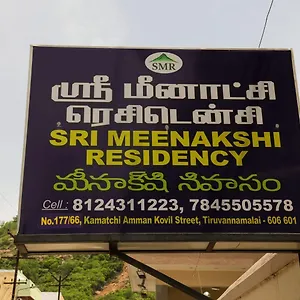 SMR
ஸ்ரீ மீனாட்சி
ரெசிடென்சி
SRI MEENAKSHI
RESIDENCY
మీనాక్షి నివాసం
Cell : 8124311223, 7845505578
No.177/66, Kamatchi Amman Kovil Street, Tiruvannamalai - 606 601